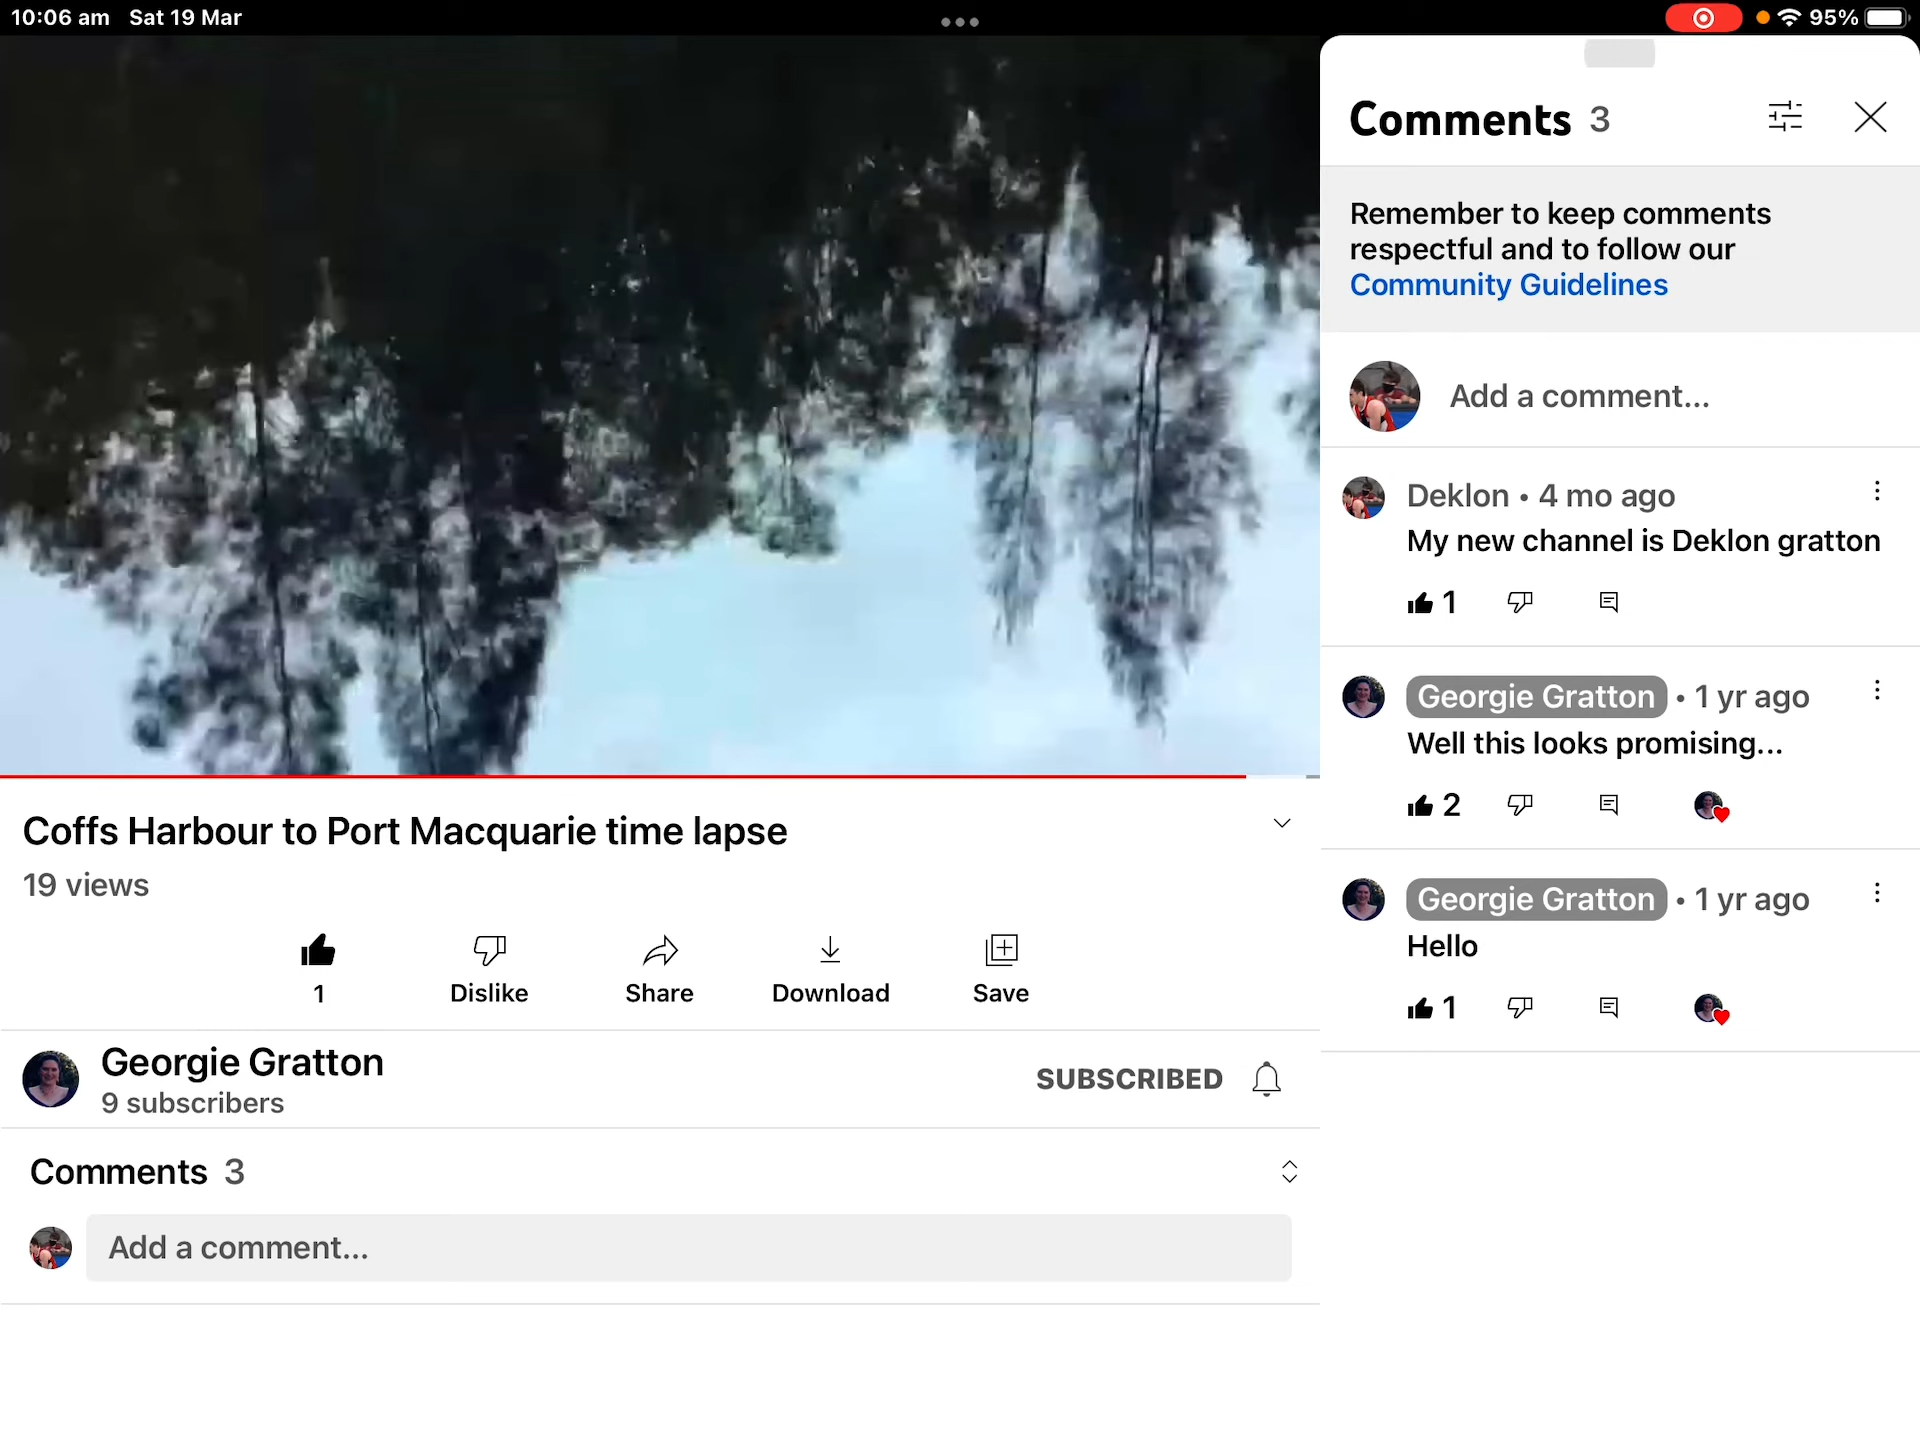 10:06 am Sat 19 Mar
95%
Coffs Harbour to Port Macquarie time lapse
19 views
1
Dislike
Share
Download
Save
Georgie Gratton
9 subscribers
SUBSCRIBED
Comments 3
Add a comment...
Comments 3
Remember to keep comments
respectful and to follow our
Community Guidelines
Add a comment...
Deklon • 4 mo ago
My new channel is Deklon gratton
1
Georgie Gratton • 1 yr ago
Well this looks promising...
2
Georgie Gratton • 1 yr ago
Hello
1